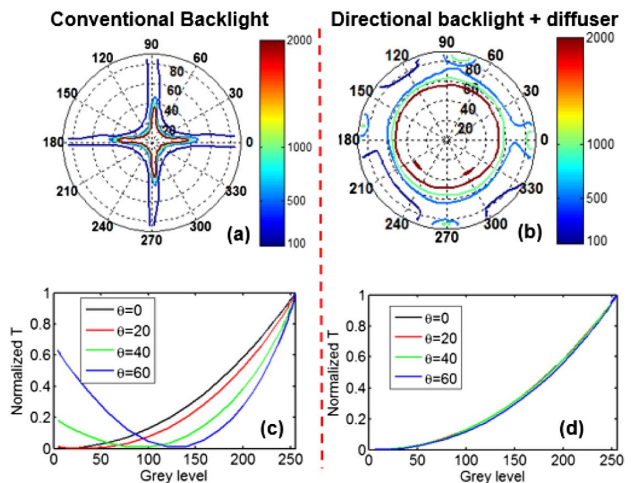 Conventional Backlight
Directional backlight + diffuser
90
120
60
80
60
40
20
180
0
210
330
240
300
270
(a)
2000
1000
500
100
90
120
60
80
60
40
20
180
0
210
330
240
300
270
(b)
2000
1000
500
100
Normalized T
1
0.8
0.6
0.4
0.2
0
θ=0
θ=20
θ=40
θ=60
(c)
0 50 100 150 200 250
Grey level
Normalized T
1
0.8
0.6
0.4
0.2
0
θ=0
θ=20
θ=40
θ=60
(d)
0 50 100 150 200 250
Grey level